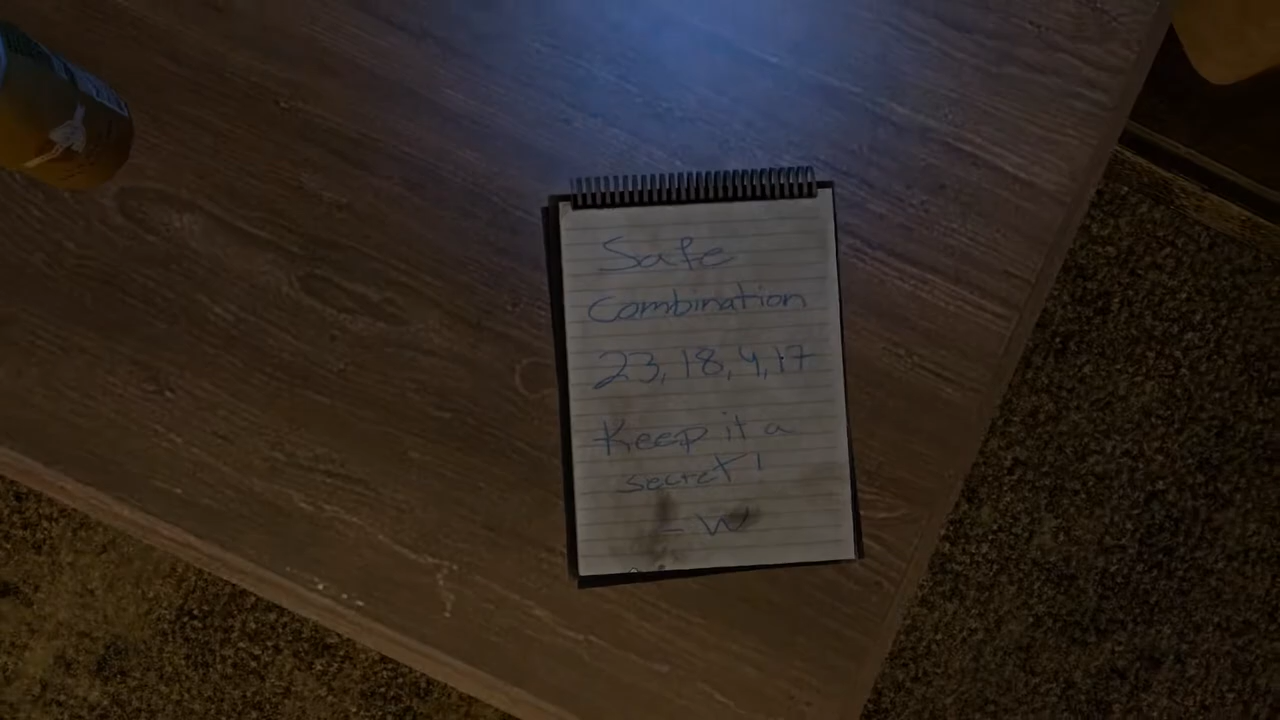 Safe
Combination
23, 18, 4, 17
Keep it a
secret!
- W